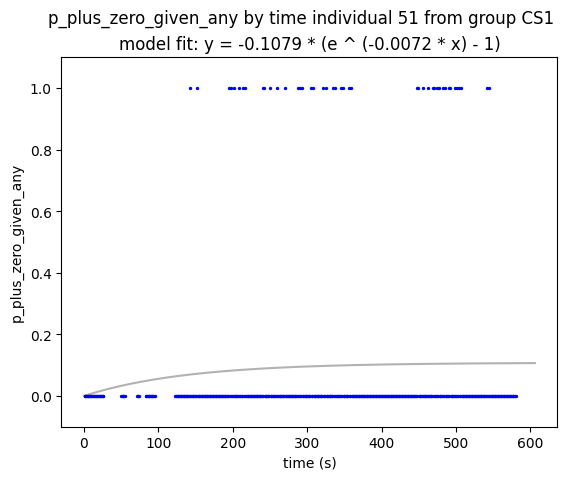 p_plus_zero_given_any by time individual 51 from group CS1
model fit: y = -0.1079 * (e ^ (-0.0072 * x) - 1)
1.0
0.8
0.6
0.4
0.2
0.0
p_plus_zero_given_any
0 100 200 300 400 500 600
time (s)